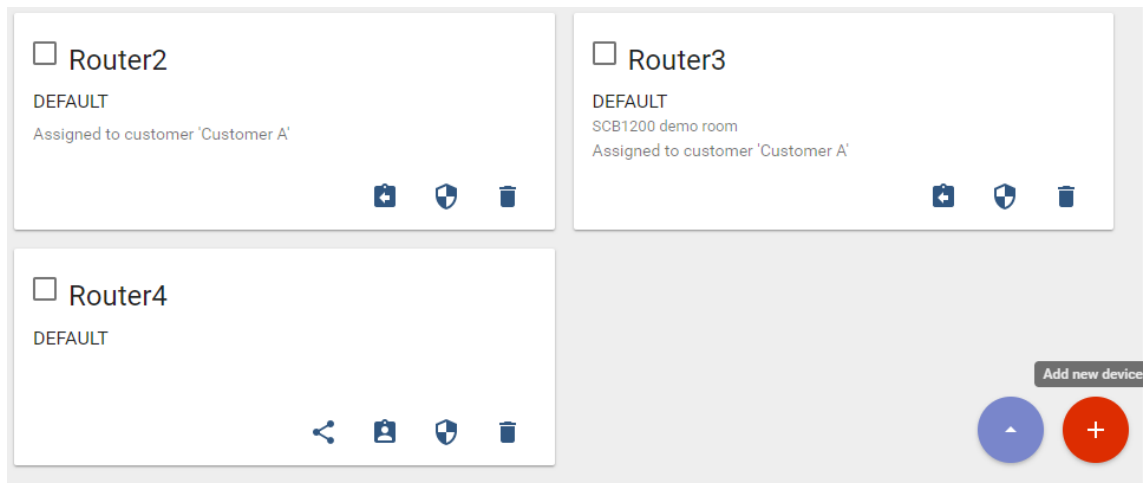 Router2
DEFAULT
Assigned to customer 'Customer A'
Router3
DEFAULT
SCB1200 demo room
Assigned to customer 'Customer A'
Router4
DEFAULT
Add new device